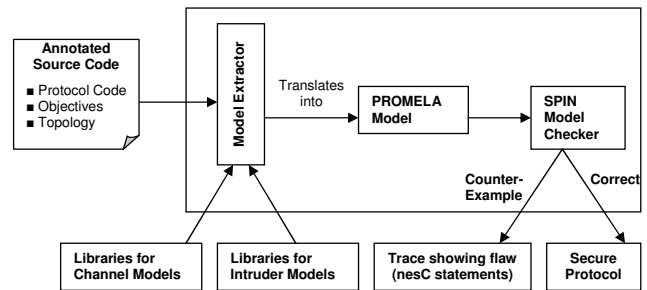 Annotated
Source Code
■ Protocol Code
■ Objectives
■ Topology
Model Extractor
Translates
into
PROMELA
Model
SPIN
Model
Checker
Counter-
Example
Correct
Libraries for
Channel Models
Libraries for
Intruder Models
Trace showing flaw
(nesC statements)
Secure
Protocol